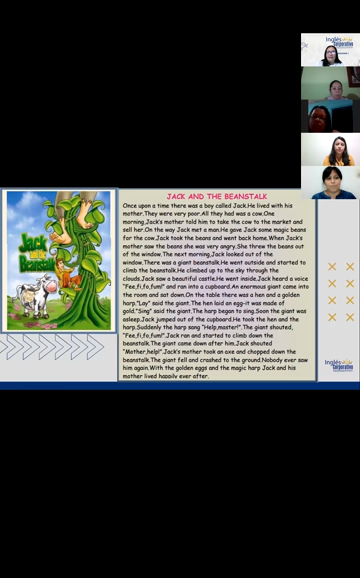 Inglés
Corporativo
JACK AND THE BEANSTALK
Once upon a time there was a boy called Jack.He lived with his
mother.They were very poor.All they had was a cow.One
morning,Jack's mother told him to take the cow to the market and
sell her.On the way Jack met a man.He gave Jack some magic beans
for the cow.Jack took the beans and went back home.When Jack's
mother saw the beans she was very angry.She threw the beans out
of the window.The next morning,Jack looked out of the
window.There was a giant beanstalk.He went outside and started to
climb the beanstalk.He climbed up to the sky through the
clouds.Jack saw a beautiful castle.He went inside.Jack heard a voice
"Fee,fi,fo,fum!" and ran into a cupboard.An enormous giant came into
the room and sat down.On the table there was a hen and a golden
harp."Lay" said the giant.The hen laid an egg-it was made of
gold."Sing" said the giant.The harp began to sing.Soon the giant was
asleep.Jack jumped out of the cupboard.He took the hen and the
harp.Suddenly the harp sang "Help,master!".The giant shouted,
"Fee,fi,fo,fum!".Jack ran and started to climb down the
beanstalk.The giant came down after him.Jack shouted
"Mother,help!".Jack's mother took an axe and chopped down the
beanstalk.The giant fell and crashed to the ground.Nobody ever saw
him again.With the golden eggs and the magic harp Jack and his
mother lived happily ever after.
Jack
Beanstalk
Inglés
Corporativo